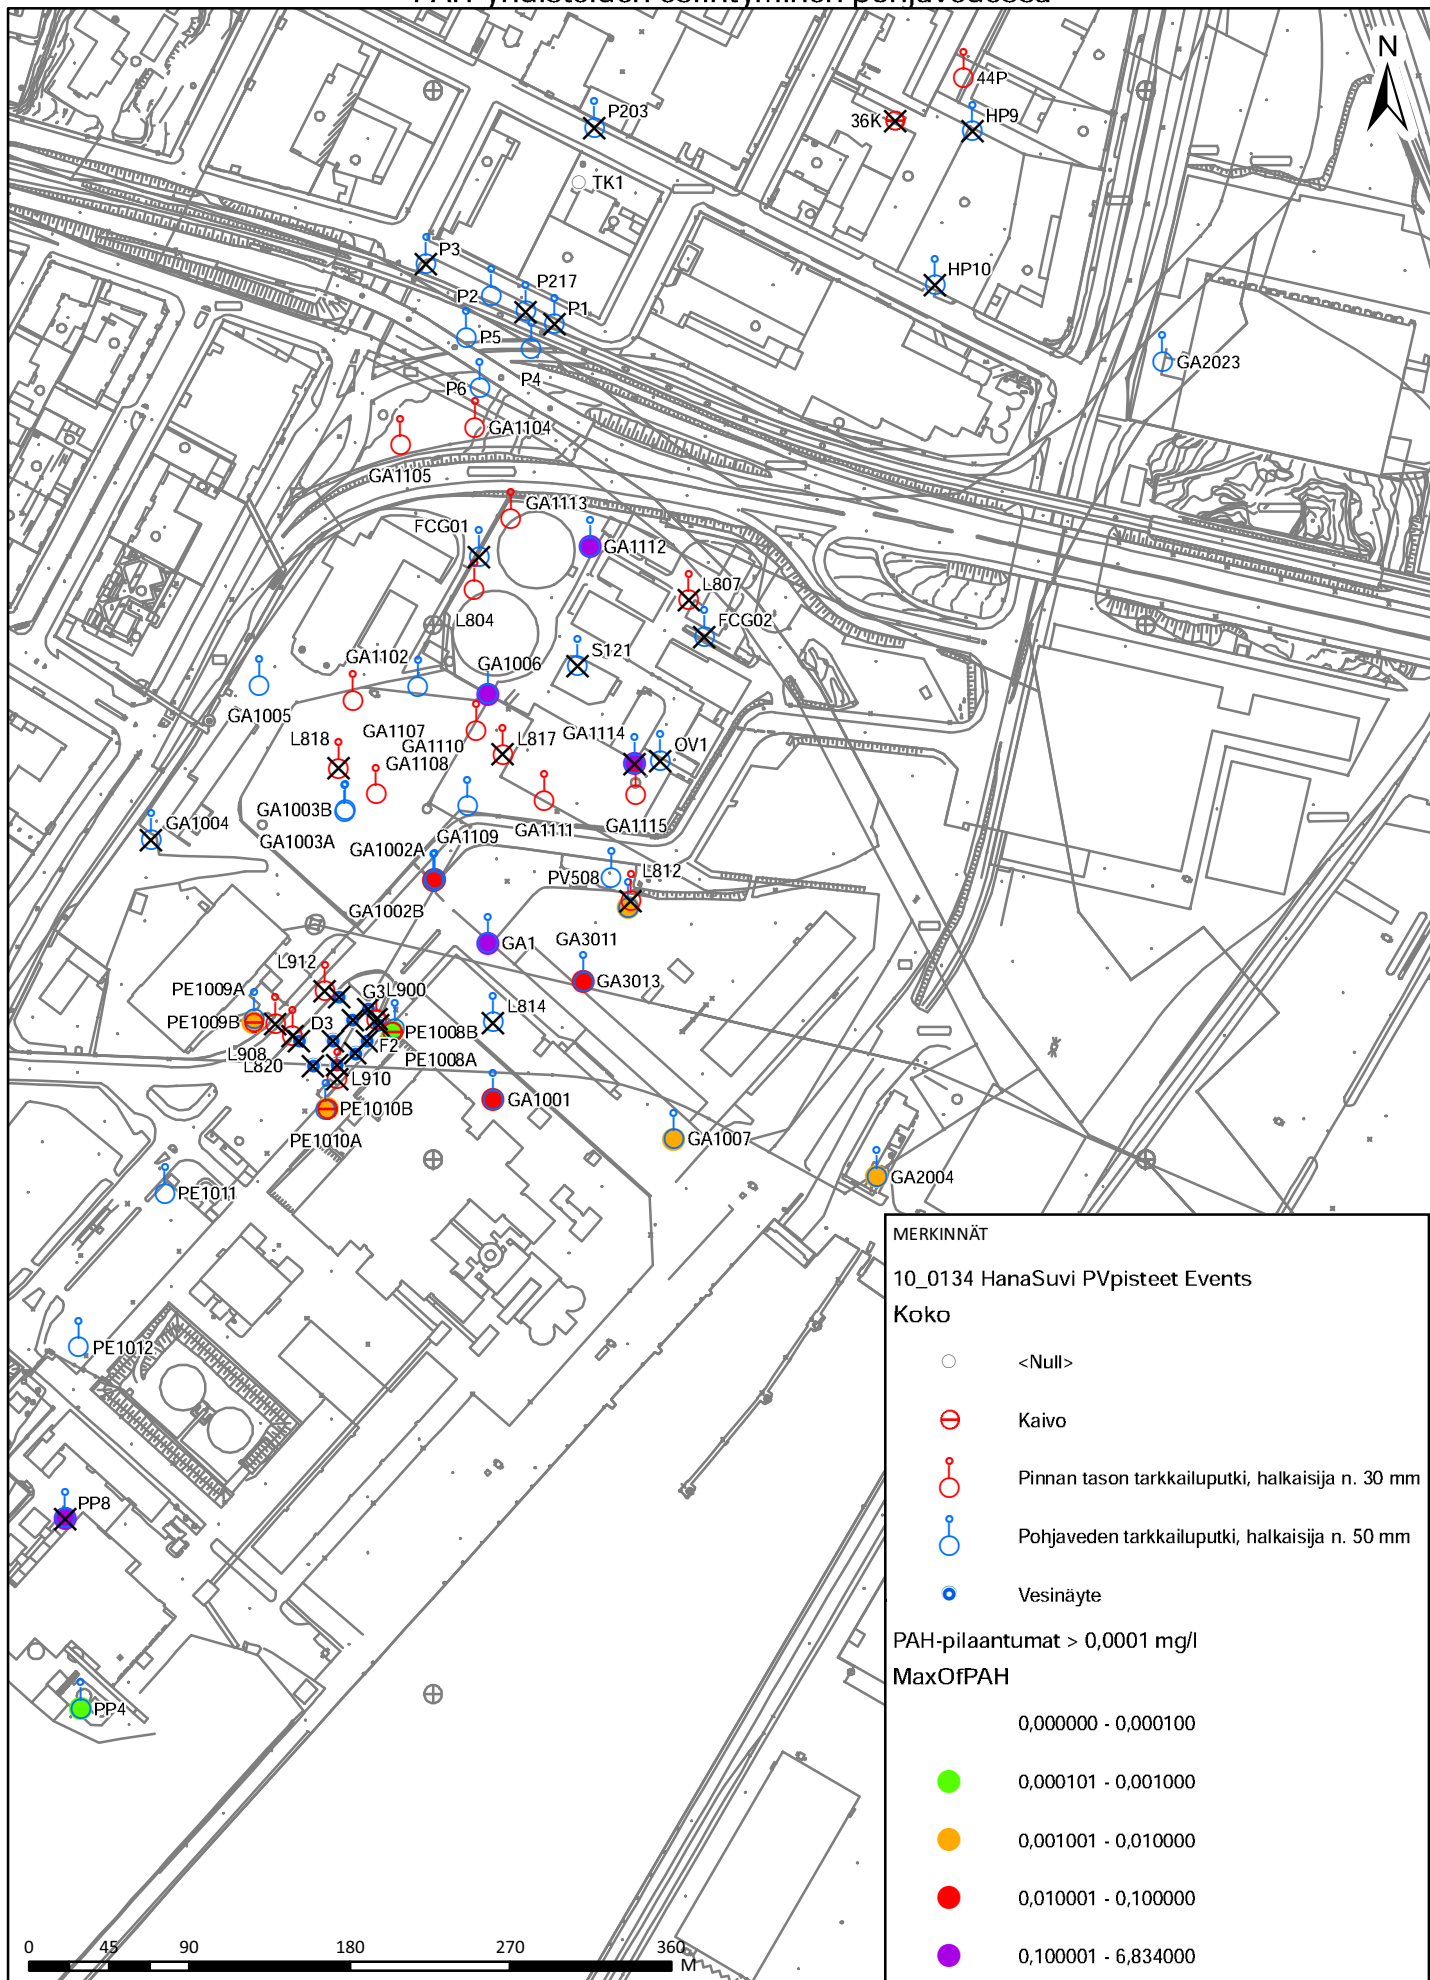 PAH-yhdisteiden esiintyminen pohjavedessä
N
44P
P203
36K
HP9
TK1
P3
HP10
P217
P2
P1
P5
GA2023
P4
P6
GA1104
GA1105
GA1113
FCG01
GA1112
L807
L804
FCG02
GA1102
S121
GA1006
GA1005
GA1107
GA1110
L817
GA1114
OV1
L818
GA1108
GA1003B
GA1004
GA1109
GA1111
GA1115
GA1003A
GA1002A
PV508
L812
GA1002B
GA1
GA3011
L912
GA3013
PE1009A
G3
L900
L814
PE1009B
D3
PE1008B
F2
L908
PE1008A
L820
L910
GA1001
PE1010B
PE1010A
GA1007
GA2004
PE1011
PE1012
PP8
PP4
MERKINNÄT
10_0134 HanaSuvi PVpisteet Events
Koko
<Null>
Kaivo
Pinnan tason tarkkailuputki, halkaisija n. 30 mm
Pohjaveden tarkkailuputki, halkaisija n. 50 mm
Vesinäyte
PAH-pilaantumat > 0,0001 mg/l
MaxOfPAH
0,000000 - 0,000100
0,000101 - 0,001000
0,001001 - 0,010000
0,010001 - 0,100000
0,100001 - 6,834000
0 45 90 180 270 360
M